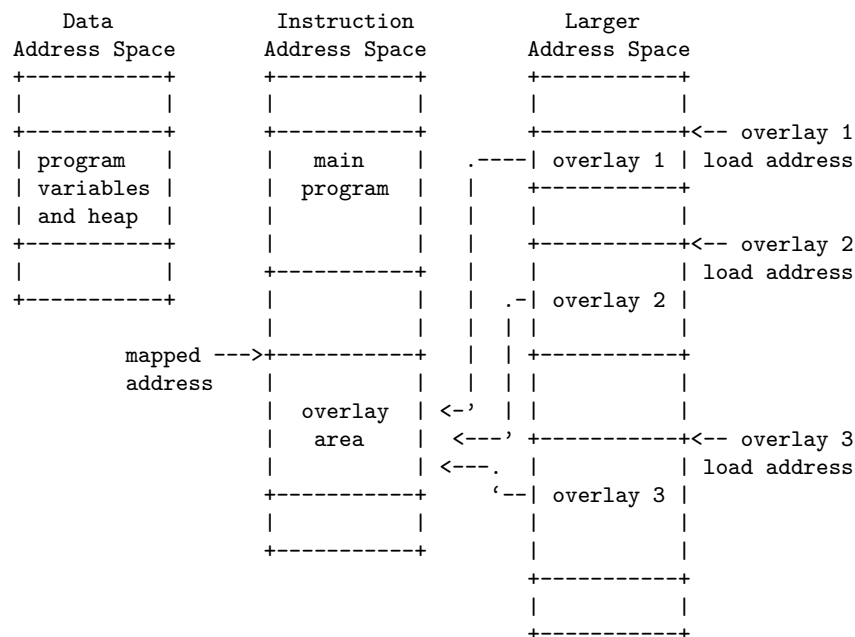 Data             Instruction            Larger
Address Space       Address Space        Address Space
+-----------+       +-----------+        +-----------+
|           |       |           |        |           |
+-----------+       +-----------+        +-----------+<-- overlay 1
| program   |       |   main    |   .----| overlay 1 | load address
| variables |       |  program  |   |    +-----------+
| and heap  |       |           |   |    |           |
+-----------+       |           |   |    +-----------+<-- overlay 2
|           |       +-----------+   |    |           | load address
+-----------+       |           |   |  .-| overlay 2 |
                    |           |   |  | |           |
         mapped --->+-----------+   |  | +-----------+
         address    |           |   |  | |           |
                    |  overlay  | <-’  | |           |
                    |   area    |  <---’ +-----------+<-- overlay 3
                    |           | <---.  |           | load address
                    +-----------+     ‘--| overlay 3 |
                    |           |        |           |
                    +-----------+        |           |
                                         +-----------+
                                         |           |
                                         +-----------+